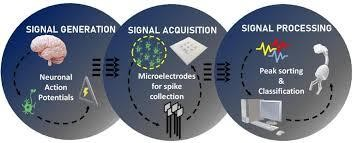 SIGNAL GENERATION
Neuronal
Action
Potentials
SIGNAL ACQUISITION
Microelectrodes
for spike
collection
SIGNAL PROCESSING
Peak sorting
&
Classification